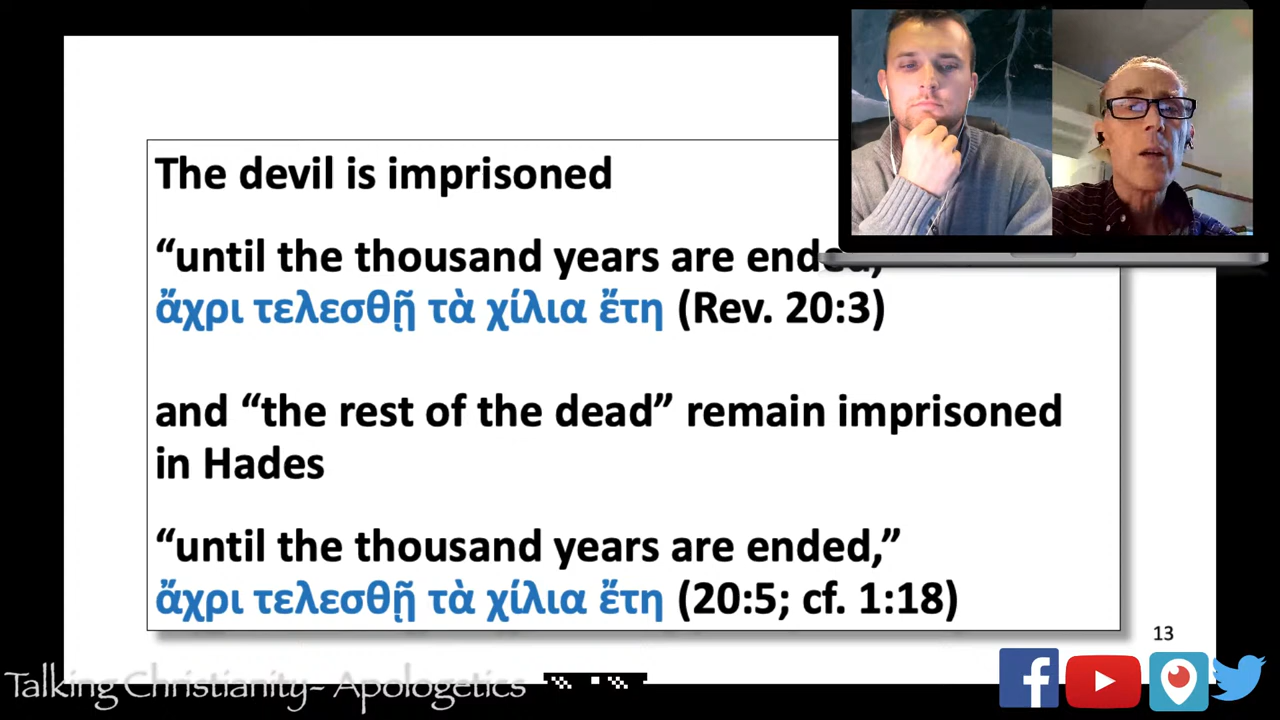 The devil is imprisoned
“until the thousand years are ended,
ἄχρι τελεσθῇ τὰ χίλια ἔτη (Rev. 20:3)
and “the rest of the dead” remain imprisoned
in Hades
“until the thousand years are ended,”
ἄχρι τελεσθῇ τὰ χίλια ἔτη (20:5; cf. 1:18)
13
Talking Christianity- Apologetics